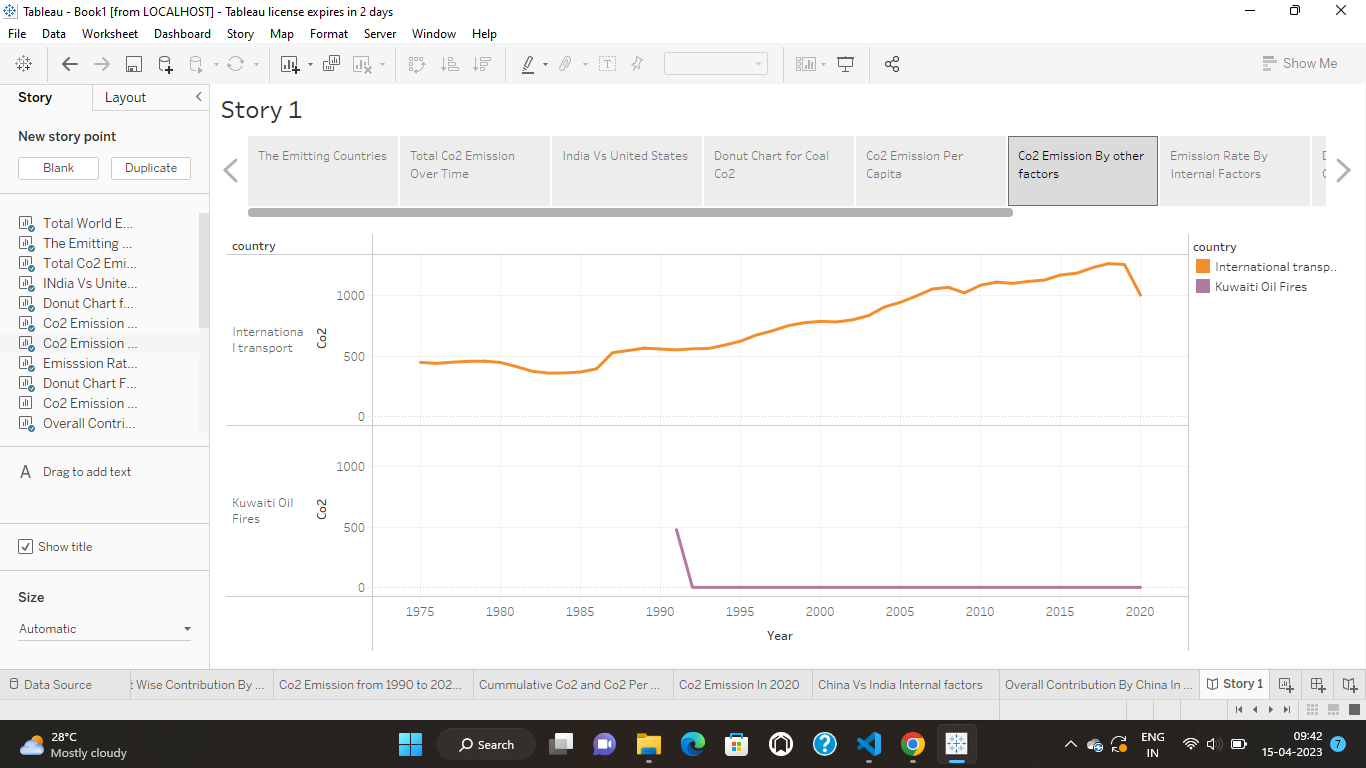 Tableau - Book1 [from LOCALHOST] - Tableau license expires in 2 days
File Data Worksheet Dashboard Story Map Format Server Window Help
Show Me
Story Layout
New story point
Blank Duplicate
Total World E...
The Emitting ...
Total Co2 Emi...
INdia Vs Unite...
Donut Chart f...
Co2 Emission ...
Co2 Emission ...
Emisssion Rat...
Donut Chart F...
Co2 Emission ...
Overall Contri...
A Drag to add text
Show title
Size
Automatic
Story 1
The Emitting Countries
Total Co2 Emission
Over Time
India Vs United States
Donut Chart for Coal
Co2
Co2 Emission Per
Capita
Co2 Emission By other
factors
Emission Rate By
Internal Factors
country
Internationa
l transport
Co2
1000
500
0
Kuwaiti Oil
Fires
Co2
1000
500
0
1975 1980 1985 1990 1995 2000 2005 2010 2015 2020
Year
country
International transp..
Kuwaiti Oil Fires
Data Source
t Wise Contribution By ...
Co2 Emission from 1990 to 202...
Cummulative Co2 and Co2 Per ...
Co2 Emission In 2020
China Vs India Internal factors
Overall Contribution By China In ...
Story 1
28°C
Mostly cloudy
Search
ENG
IN
09:42
15-04-2023
7